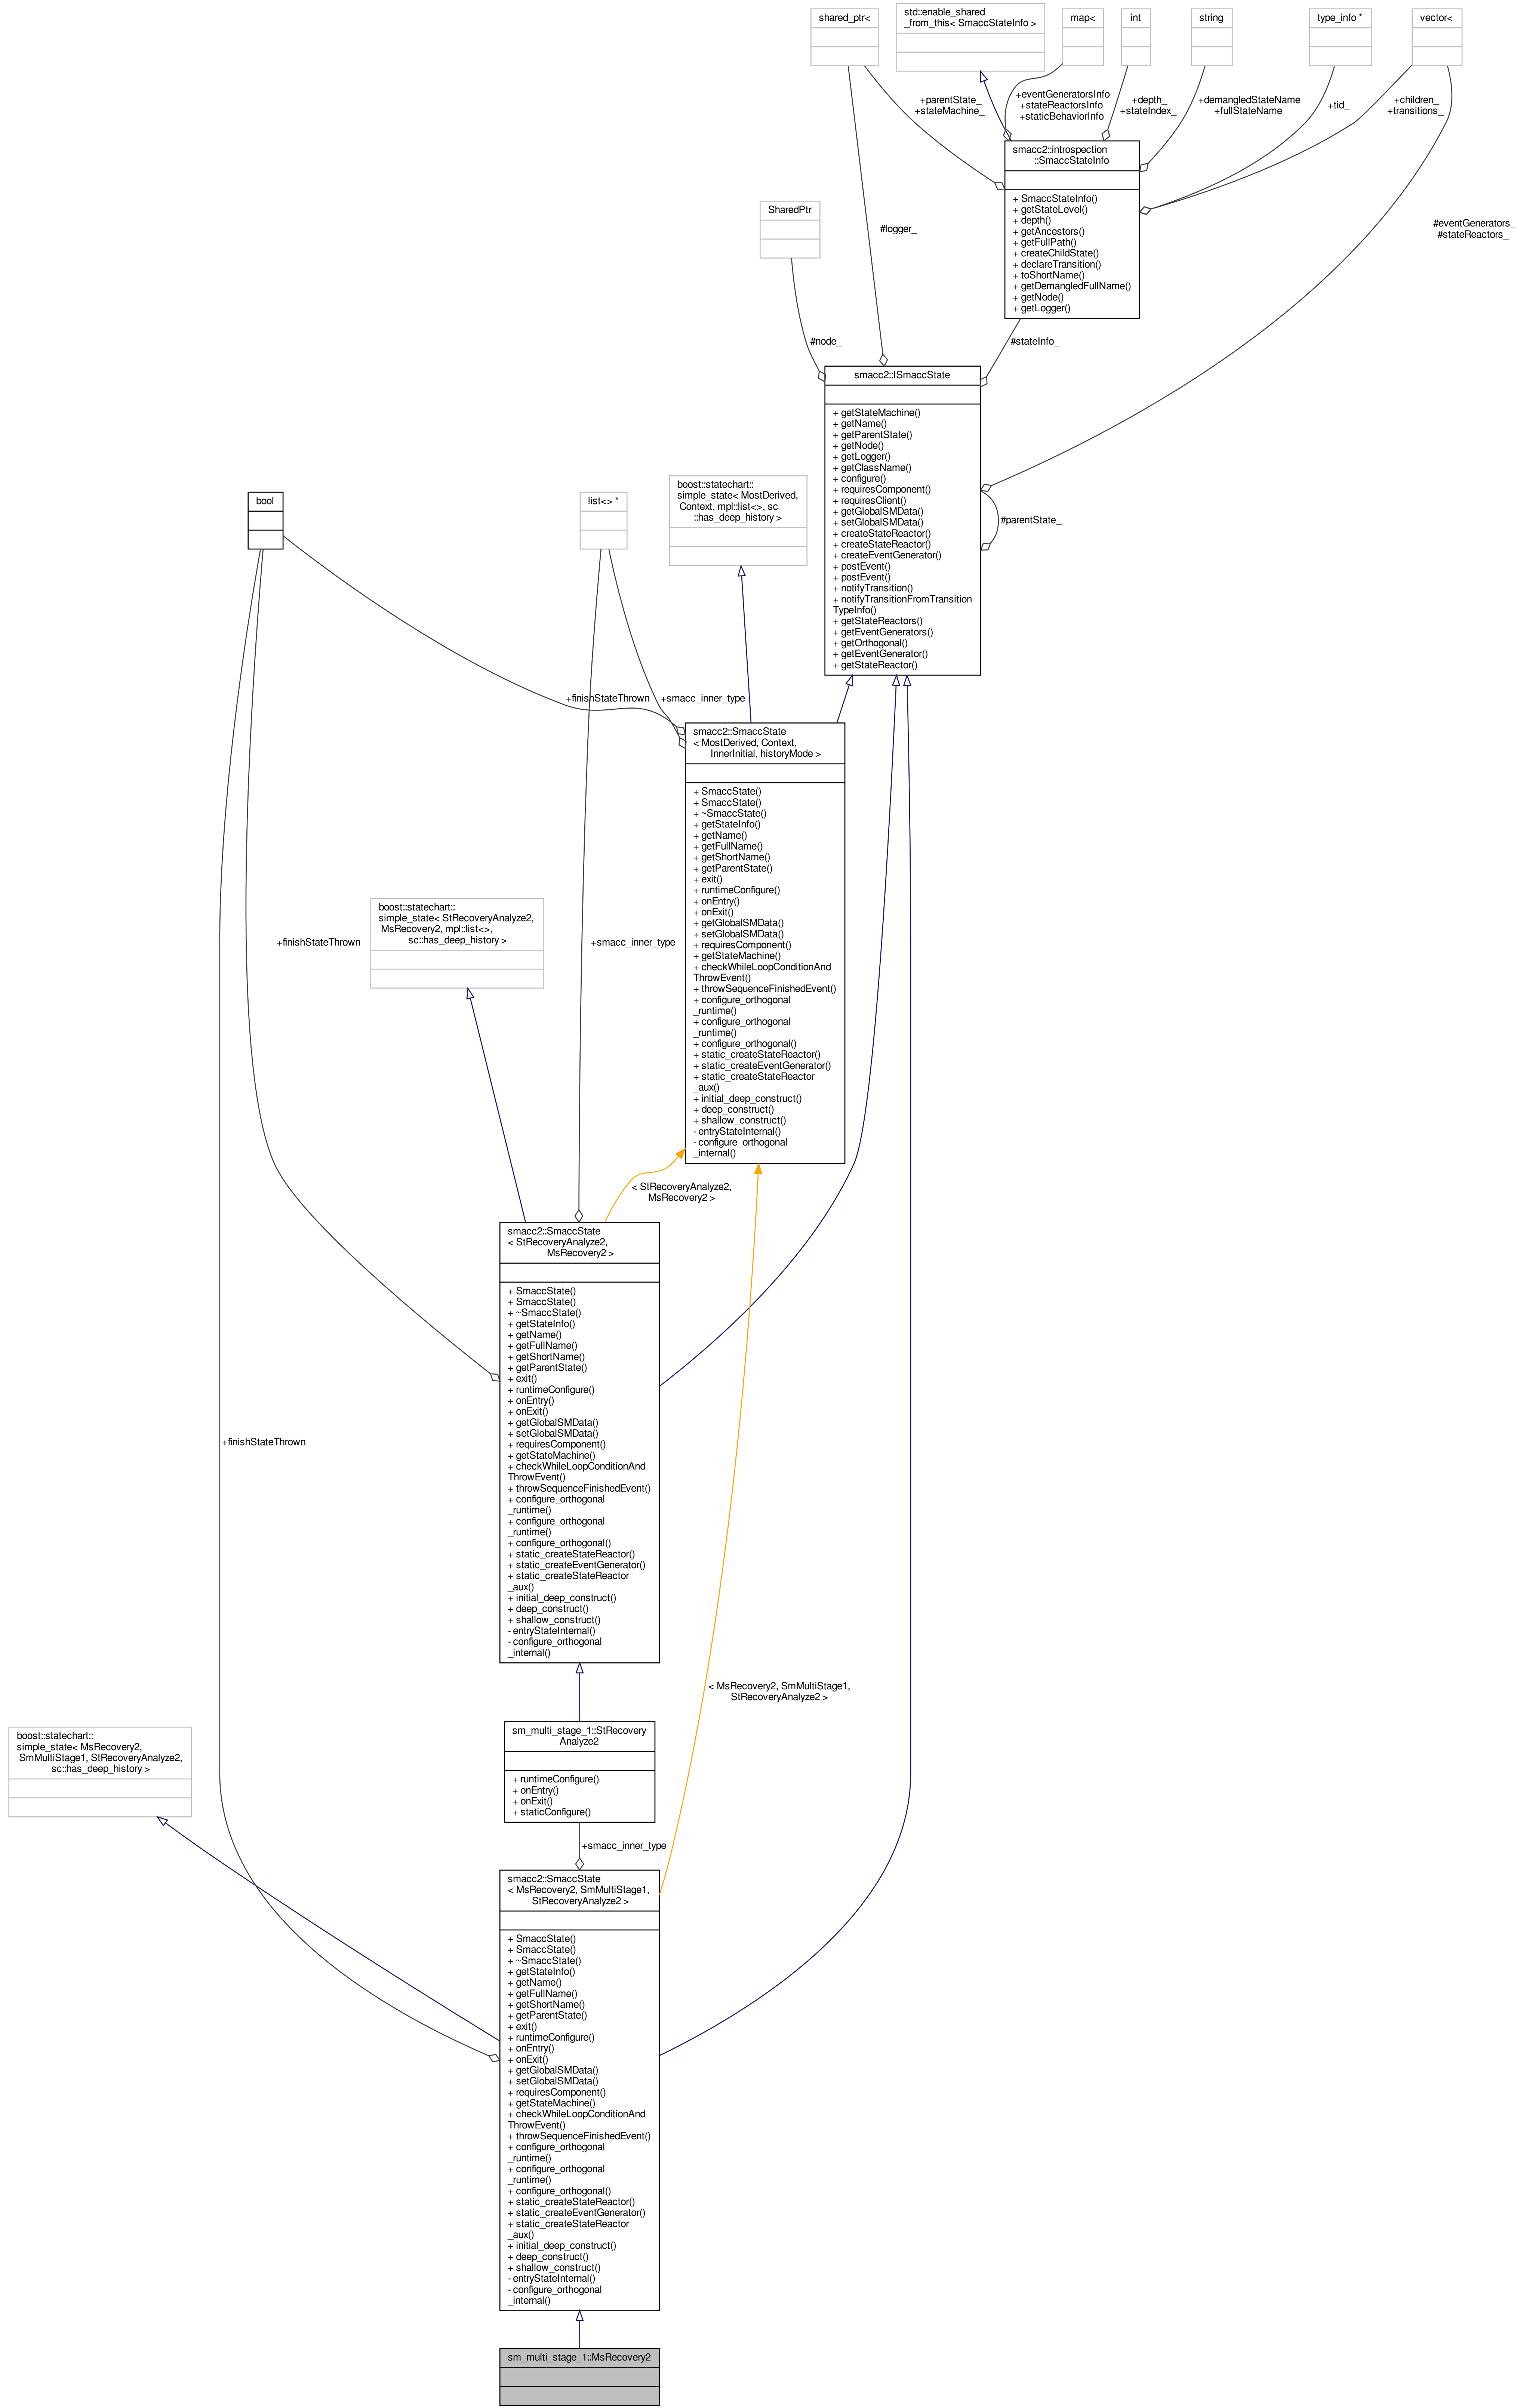 shared_ptr<
std::enable_shared
_from_this< SmaccStateInfo >
map<
int
string
type_info *
vector<
+parentState_
+stateMachine_
+eventGeneratorsInfo
+stateReactorsInfo
+staticBehaviorInfo
+depth_
+stateIndex_
+demangledStateName
+fullStateName
+tid_
+children_
+transitions_
smacc2::introspection
::SmaccStateInfo
+ SmaccStateInfo()
+ getStateLevel()
+ depth()
+ getAncestors()
+ getFullPath()
+ createChildState()
+ declareTransition()
+ toShortName()
+ getDemangledFullName()
+ getNode()
+ getLogger()
SharedPtr
#logger_
#eventGenerators_
#stateReactors_
#node_
#stateInfo_
smacc2::ISmaccState
+ getStateMachine()
+ getName()
+ getParentState()
+ getNode()
+ getLogger()
+ getClassName()
+ configure()
+ requiresComponent()
+ requiresClient()
+ getGlobalSMData()
+ setGlobalSMData()
+ createStateReactor()
+ createStateReactor()
+ createEventGenerator()
+ postEvent()
+ postEvent()
+ notifyTransition()
+ notifyTransitionFromTransition
TypeInfo()
+ getStateReactors()
+ getEventGenerators()
+ getOrthogonal()
+ getEventGenerator()
+ getStateReactor()
#parentState_
bool
list<> *
boost::statechart::
simple_state< MostDerived,
Context, mpl::list<>, sc
::has_deep_history >
+finishStateThrown
+smacc_inner_type
smacc2::SmaccState
< MostDerived, Context,
InnerInitial, historyMode >
+ SmaccState()
+ SmaccState()
+ ~SmaccState()
+ getStateInfo()
+ getName()
+ getFullName()
+ getShortName()
+ getParentState()
+ exit()
+ runtimeConfigure()
+ onEntry()
+ onExit()
+ getGlobalSMData()
+ setGlobalSMData()
+ requiresComponent()
+ getStateMachine()
+ checkWhileLoopConditionAnd
ThrowEvent()
+ throwSequenceFinishedEvent()
+ configure_orthogonal
_runtime()
+ configure_orthogonal
_runtime()
+ configure_orthogonal()
+ static_createStateReactor()
+ static_createEventGenerator()
+ static_createStateReactor
_aux()
+ initial_deep_construct()
+ deep_construct()
+ shallow_construct()
- entryStateInternal()
- configure_orthogonal
_internal()
boost::statechart::
simple_state< StRecoveryAnalyze2,
MsRecovery2, mpl::list<>,
sc::has_deep_history >
+finishStateThrown
+smacc_inner_type
< StRecoveryAnalyze2,
MsRecovery2 >
smacc2::SmaccState
< StRecoveryAnalyze2,
MsRecovery2 >
+ SmaccState()
+ SmaccState()
+ ~SmaccState()
+ getStateInfo()
+ getName()
+ getFullName()
+ getShortName()
+ getParentState()
+ exit()
+ runtimeConfigure()
+ onEntry()
+ onExit()
+ getGlobalSMData()
+ setGlobalSMData()
+ requiresComponent()
+ getStateMachine()
+ checkWhileLoopConditionAnd
ThrowEvent()
+ throwSequenceFinishedEvent()
+ configure_orthogonal
_runtime()
+ configure_orthogonal
_runtime()
+ configure_orthogonal()
+ static_createStateReactor()
+ static_createEventGenerator()
+ static_createStateReactor
_aux()
+ initial_deep_construct()
+ deep_construct()
+ shallow_construct()
- entryStateInternal()
- configure_orthogonal
_internal()
+finishStateThrown
< MsRecovery2, SmMultiStage1,
StRecoveryAnalyze2 >
boost::statechart::
simple_state< MsRecovery2,
SmMultiStage1, StRecoveryAnalyze2,
sc::has_deep_history >
sm_multi_stage_1::StRecovery
Analyze2
+ runtimeConfigure()
+ onEntry()
+ onExit()
+ staticConfigure()
+smacc_inner_type
smacc2::SmaccState
< MsRecovery2, SmMultiStage1,
StRecoveryAnalyze2 >
+ SmaccState()
+ SmaccState()
+ ~SmaccState()
+ getStateInfo()
+ getName()
+ getFullName()
+ getShortName()
+ getParentState()
+ exit()
+ runtimeConfigure()
+ onEntry()
+ onExit()
+ getGlobalSMData()
+ setGlobalSMData()
+ requiresComponent()
+ getStateMachine()
+ checkWhileLoopConditionAnd
ThrowEvent()
+ throwSequenceFinishedEvent()
+ configure_orthogonal
_runtime()
+ configure_orthogonal
_runtime()
+ configure_orthogonal()
+ static_createStateReactor()
+ static_createEventGenerator()
+ static_createStateReactor
_aux()
+ initial_deep_construct()
+ deep_construct()
+ shallow_construct()
- entryStateInternal()
- configure_orthogonal
_internal()
sm_multi_stage_1::MsRecovery2